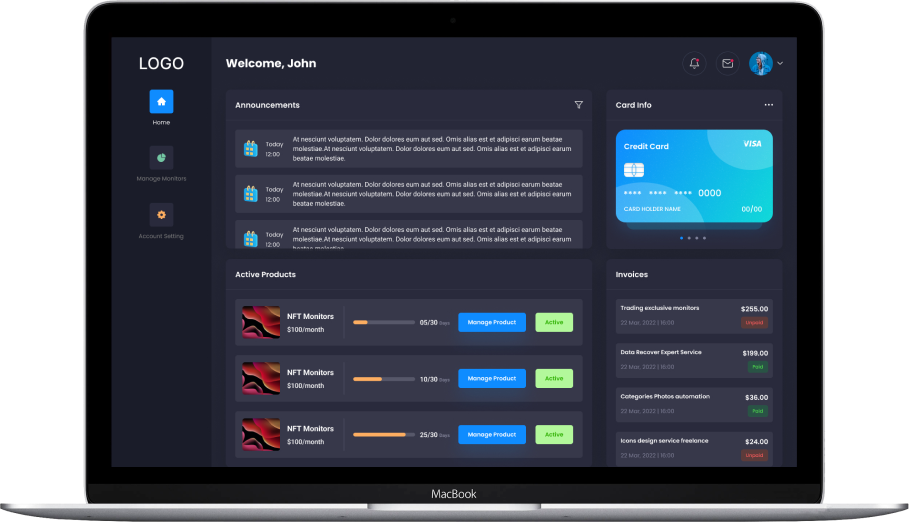 LOGO
Welcome, John
Home
Manage Monitors
Account Setting
Announcements
Today
12:00
At nesciunt voluptatem. Dolor dolores eum aut sed. Omis alias est et adipisci earum beatae
molestiae.At nesciunt voluptatem. Dolor dolores eum aut sed. Omis alias est et adipisci earum
beatae molestiae.
Today
12:00
At nesciunt voluptatem. Dolor dolores eum aut sed. Omis alias est et adipisci earum beatae
molestiae.At nesciunt voluptatem. Dolor dolores eum aut sed. Omis alias est et adipisci earum
beatae molestiae.
Today
12:00
At nesciunt voluptatem. Dolor dolores eum aut sed. Omis alias est et adipisci earum beatae
molestiae.At nesciunt voluptatem. Dolor dolores eum aut sed. Omis alias est et adipisci earum
beatae molestiae.
Card Info
Credit Card
VISA
**** **** **** 0000
CARD HOLDER NAME 00/00
Active Products
NFT Monitors
$100/month
05/30 Days
Manage Product
Active
NFT Monitors
$100/month
10/30 Days
Manage Product
Active
NFT Monitors
$100/month
25/30 Days
Manage Product
Active
Invoices
Trading exclusive monitors $255.00
22 Mar, 2022 | 16:00 Unpaid
Data Recover Expert Service $199.00
22 Mar, 2022 | 16:00 Paid
Categories Photos automation $36.00
22 Mar, 2022 | 16:00 Paid
Icons design service freelance $24.00
22 Mar, 2022 | 16:00 Unpaid
MacBook